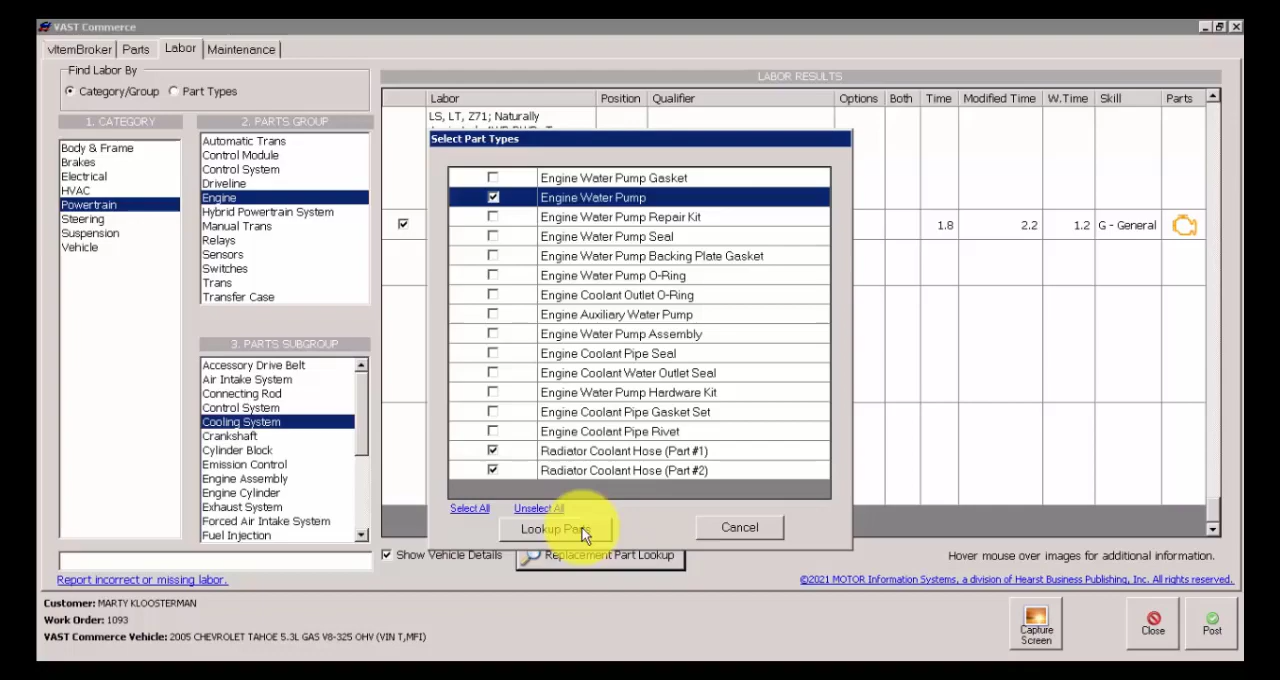 VAST Commerce
vItemBroker Parts Labor Maintenance
Find Labor By
Category/Group Part Types
LABOR RESULTS
Labor Position Qualifier Options Both Time Modified Time W.Time Skill Parts
1. CATEGORY
Body & Frame
Brakes
Electrical
HVAC
Powertrain
Steering
Suspension
Vehicle
2. PARTS GROUP
Automatic Trans
Control Module
Control System
Driveline
Engine
Hybrid Powertrain System
Manual Trans
Relays
Sensors
Switches
Trans
Transfer Case
3. PARTS SUBGROUP
Accessory Drive Belt
Air Intake System
Connecting Rod
Control System
Cooling System
Crankshaft
Cylinder Block
Emission Control
Engine Assembly
Engine Cylinder
Exhaust System
Forced Air Intake System
Fuel Injection
LS, LT, Z71; Naturally
1.8 2.2 1.2 G - General
Select Part Types
Engine Water Pump Gasket
Engine Water Pump
Engine Water Pump Repair Kit
Engine Water Pump Seal
Engine Water Pump Backing Plate Gasket
Engine Water Pump O-Ring
Engine Coolant Outlet O-Ring
Engine Auxiliary Water Pump
Engine Water Pump Assembly
Engine Coolant Pipe Seal
Engine Coolant Water Outlet Seal
Engine Water Pump Hardware Kit
Engine Coolant Pipe Gasket Set
Engine Coolant Pipe Rivet
Radiator Coolant Hose (Part #1)
Radiator Coolant Hose (Part #2)
Select All Unselect All
Lookup Parts Cancel
Show Vehicle Details Replacement Part Lookup Hover mouse over images for additional information.
Report incorrect or missing labor. ©2021 MOTOR Information Systems, a division of Hearst Business Publishing, Inc. All rights reserved.
Customer: MARTY KLOOSTERMAN
Work Order: 1093
VAST Commerce Vehicle: 2005 CHEVROLET TAHOE 5.3L GAS V8-325 OHV (VIN T,MFI)
Capture
Screen
Close
Post